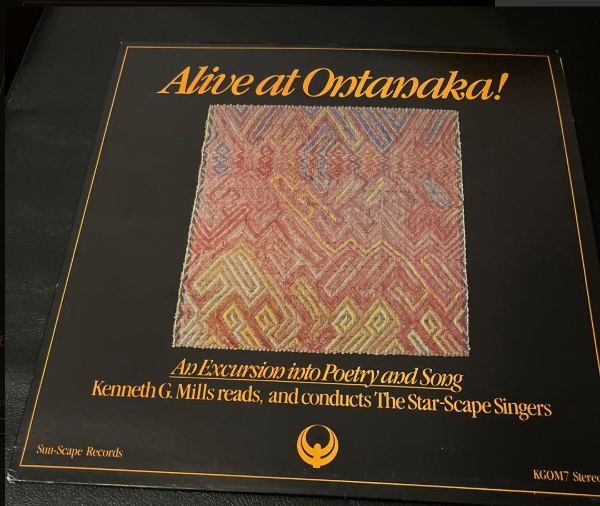 Alive at Ontanaka!
An Excursion into Poetry and Song
Kenneth G. Mills reads, and conducts The Star-Scape Singers
Sun-Scape Records
KGOM7 Stereo